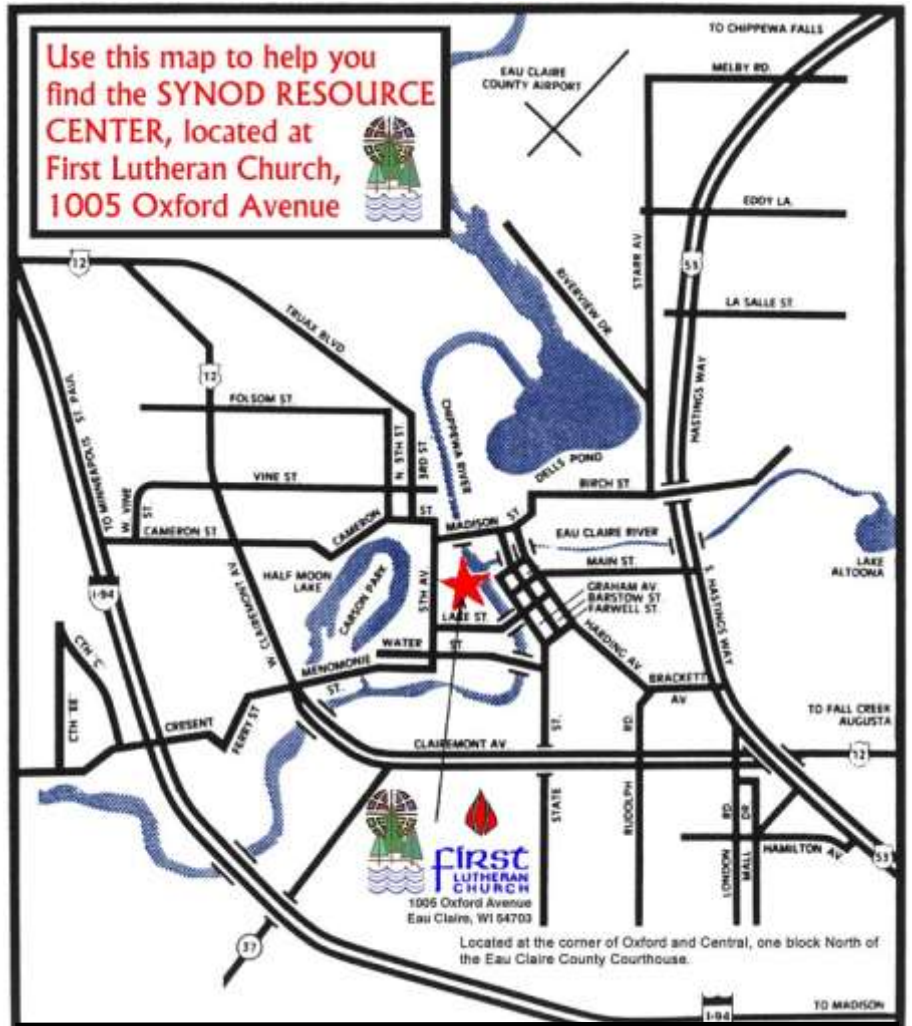 Use this map to help you
find the SYNOD RESOURCE
CENTER, located at
First Lutheran Church,
1005 Oxford Avenue
TO CHIPPEWA FALLS
EAU CLAIRE
COUNTY AIRPORT
MELBY RD.
EDDY LA.
STARR AV
53
RIVERVIEW DR.
LA SALLE ST.
12
TRUAX BLVD
HASTINGS WAY
12
TO MINNEAPOLIS ST. PAUL
FOLSOM ST.
N 5TH ST.
3RD ST.
CHIPPEWA RIVER
DELLS POND
VINE ST.
BIRCH ST
W VINE
ST.
CAMERON ST.
CAMERON
ST
MADISON ST
EAU CLAIRE RIVER
MAIN ST.
LAKE
ALTOONA
HALF MOON
LAKE
CARSON PARK
5TH AV
GRAHAM AV.
BARSTOW ST.
FARWELL ST.
I-94
LAKE ST.
W. CLAIREMONT AV
S HASTINGS WAY
WATER
ST
HARDING AV
CTH S.
CTH EE
MENOMONIE
ST.
BRACKETT
AV
CRESENT
FERRY ST
TO FALL CREEK
AUGUSTA
CLAIREMONT AV
12
STATE
ST.
RUDOLPH
RD.
LONDON
RD
MALL
DR
HAMILTON AV
53
FIRST
LUTHERAN
CHURCH
1005 Oxford Avenue
Eau Claire, WI 54703
37
Located at the corner of Oxford and Central, one block North of
the Eau Claire County Courthouse.
I-94
TO MADISON